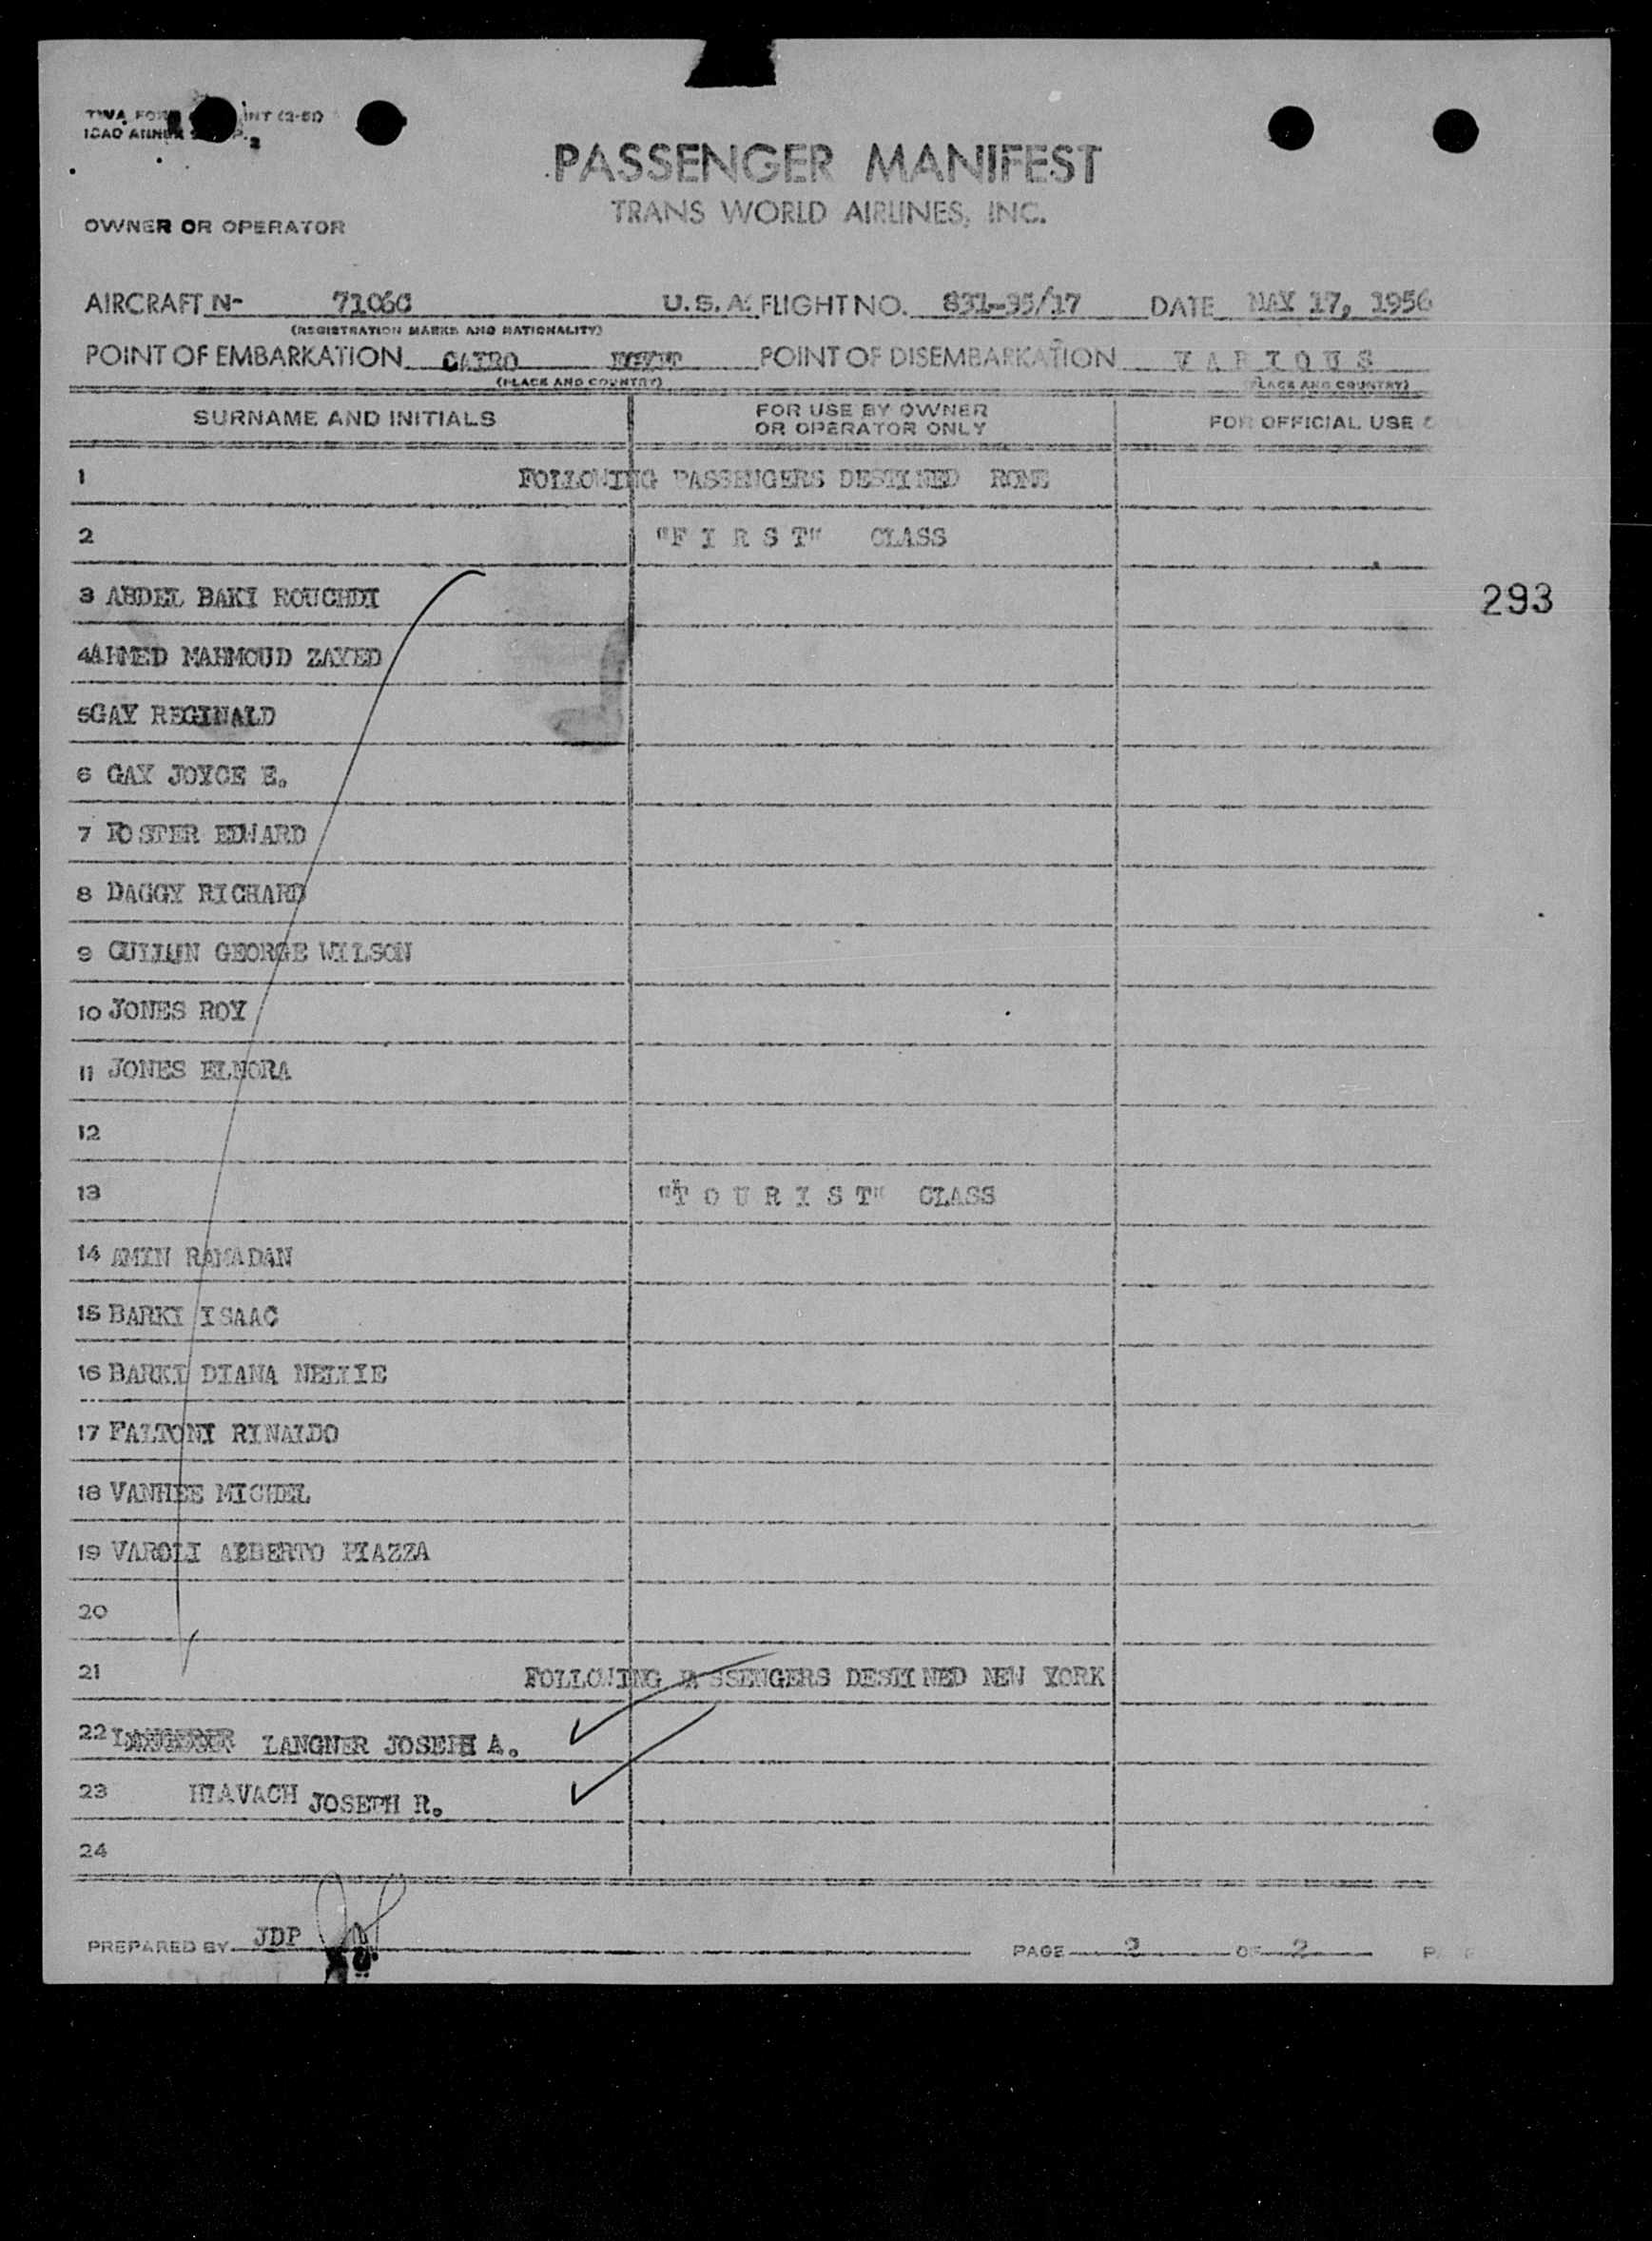 PASSENGER MANIFEST
TRANS WORLD AIRLINES, INC.
OWNER OR OPERATOR
AIRCRAFT N- 7106C U.S.A. FLIGHT NO. 831-35/17 DATE MAY 17, 1956
(REGISTRATION MARKS AND NATIONALITY)
POINT OF EMBARKATION CAIRO EGYPT POINT OF DISEMBARKATION V A R I O U S
(PLACE AND COUNTRY) (PLACE AND COUNTRY)
SURNAME AND INITIALS FOR USE BY OWNER OR OPERATOR ONLY FOR OFFICIAL USE
1 FOLLOWING PASSENGERS DESTINED ROME
2 "F I R S T" CLASS
3 ABDEL BAKI ROUCHDI
293
4 AHMED MAHMOUD ZAYED
5 GAY REGINALD
6 GAY JOYCE E.
7 FOSTER EDWARD
8 DAGGY RICHARD
9 GEORGE WILSON
10 JONES ROY
11 JONES ELNORA
12
13 "T O U R I S T" CLASS
14 AMIN RAMADAN
15 BARKI ISAAC
16 BARKI DIANA NELLIE
17 FALTONI RINALDO
18 VANHEE MICHEL
19 VAROLI ALBERTO PIAZZA
20
21 FOLLOWING PASSENGERS DESTINED NEW YORK
22 LANGNER JOSEPH A.
23 HLAVACH JOSEPH R.
24
PREPARED BY JDP PAGE 2 OF 2